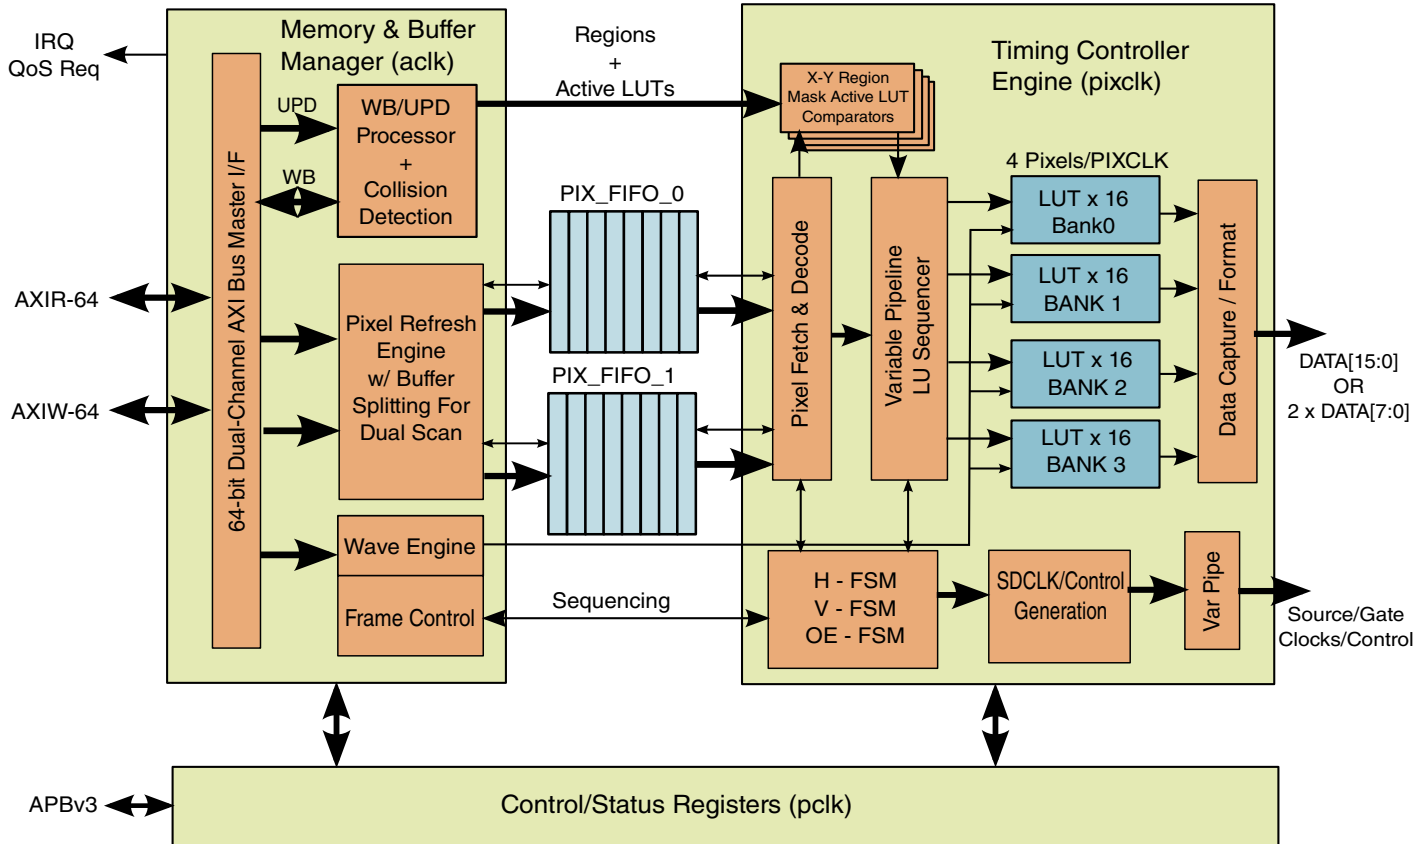 IRQ
QoS Req
Memory & Buffer
Manager (aclk)
Regions
+
Active LUTs
Timing Controller
Engine (pixclk)
X-Y Region
Mask Active LUT
Comparators
UPD
WB
WB/UPD
Processor
+
Collision
Detection
64-bit Dual-Channel AXI Bus Master I/F
PIX_FIFO_0
4 Pixels/PIXCLK
LUT x 16
Bank0
LUT x 16
BANK 1
LUT x 16
BANK 2
LUT x 16
BANK 3
Pixel Fetch & Decode
Variable Pipeline
LU Sequencer
Data Capture / Format
AXIR-64
AXIW-64
Pixel Refresh
Engine
w/ Buffer
Splitting For
Dual Scan
PIX_FIFO_1
DATA[15:0]
OR
2 x DATA[7:0]
Wave Engine
Frame Control
Sequencing
H - FSM
V - FSM
OE - FSM
SDCLK/Control
Generation
Var Pipe
Source/Gate
Clocks/Control
APBv3
Control/Status Registers (pclk)